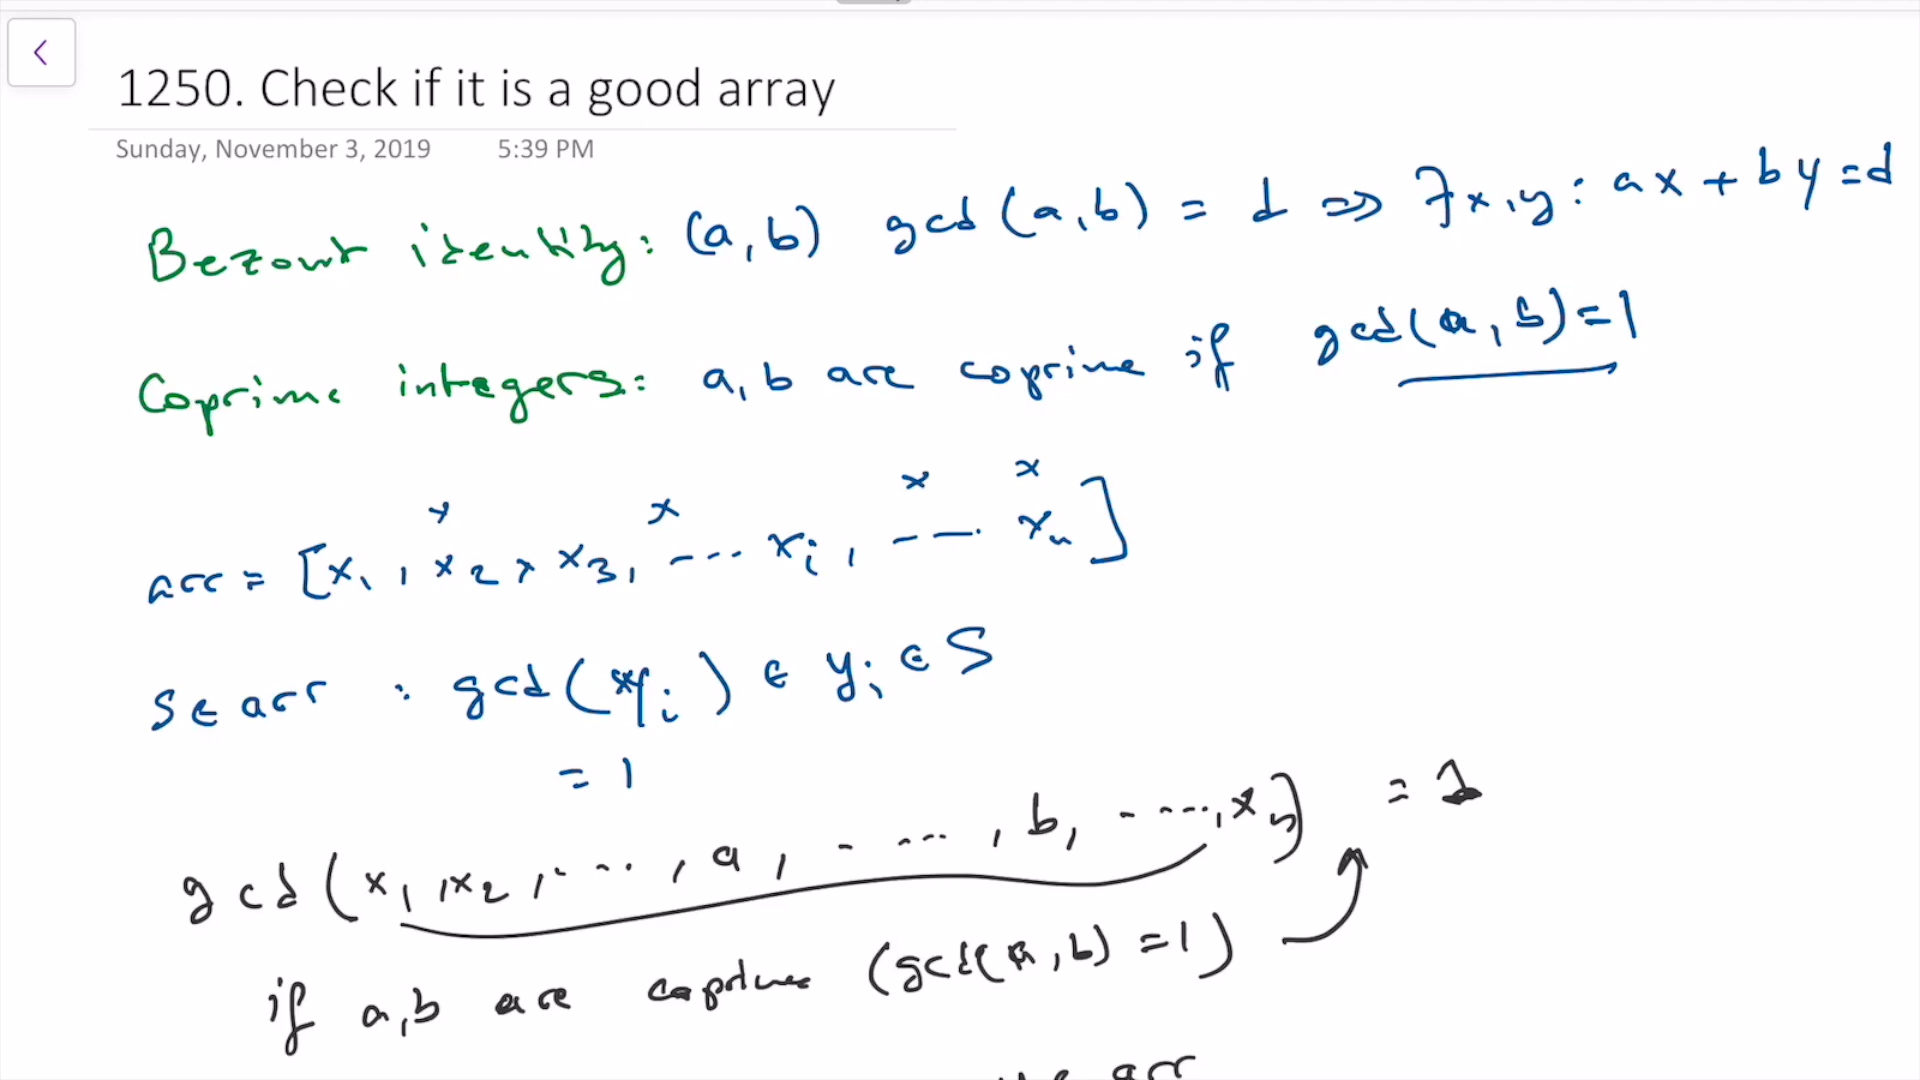 1250. Check if it is a good array
Sunday, November 3, 2019 5:39 PM
Bezout identity: (a,b) gcd(a,b) = d => ∃x,y: ax + by = d
Coprime integers: a,b are coprime if gcd(a,b)=1
x x x x
arr = [x₁, x₂, x₃, --- xᵢ, --- xₙ]
S∈arr : gcd( yᵢ ) ∈ yᵢ ∈ S
= 1
gcd(x₁, x₂, ..., a, - ..., b, - ..., xₙ) = 1
if a,b are coprime (gcd(a,b) =1)
the arr